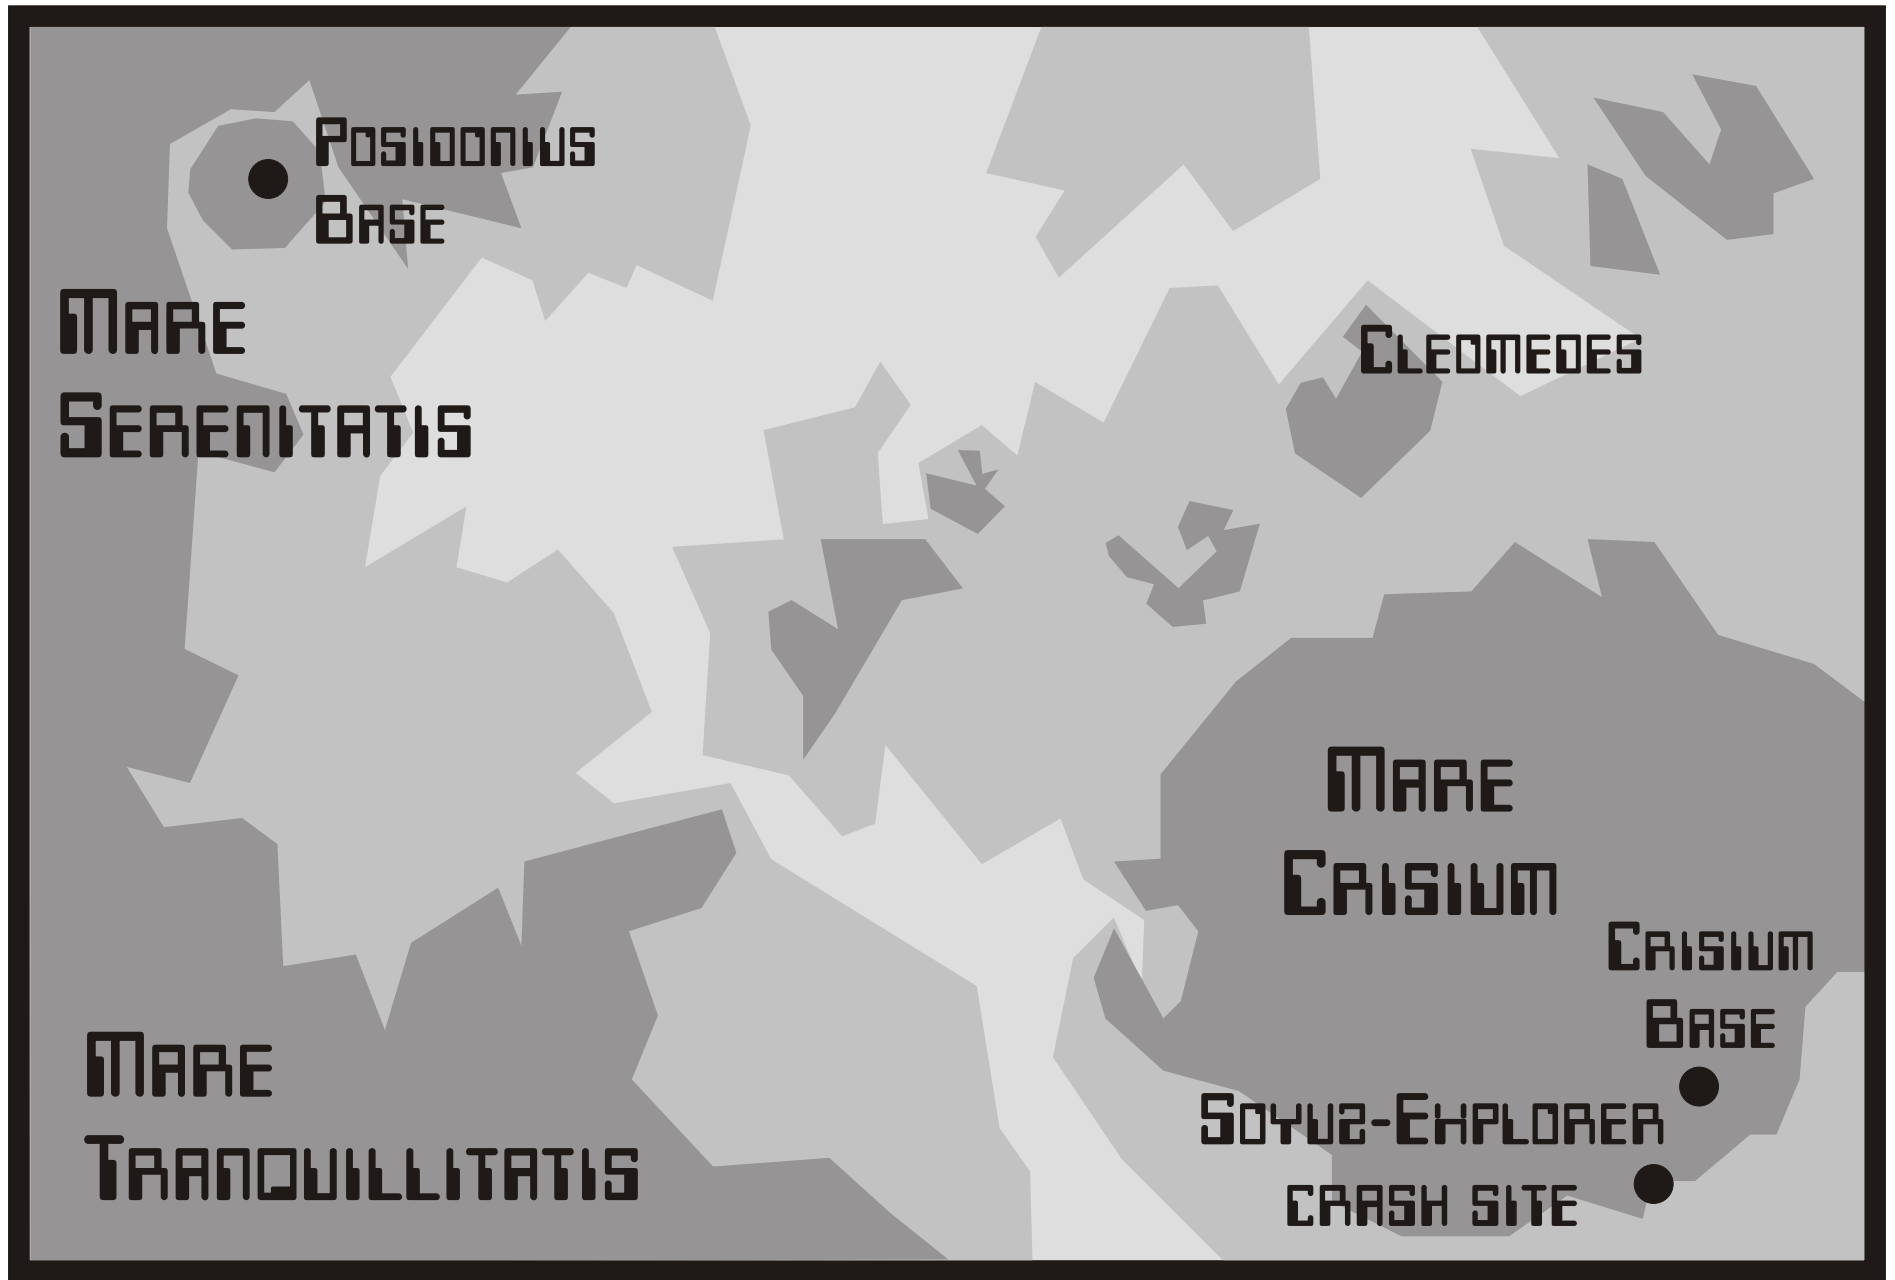 Posidonius
Base
Mare
Serenitatis
Cleomedes
Mare
Crisium
Crisium
Base
Mare
Tranquillitatis
Soyuz-Explorer
crash site